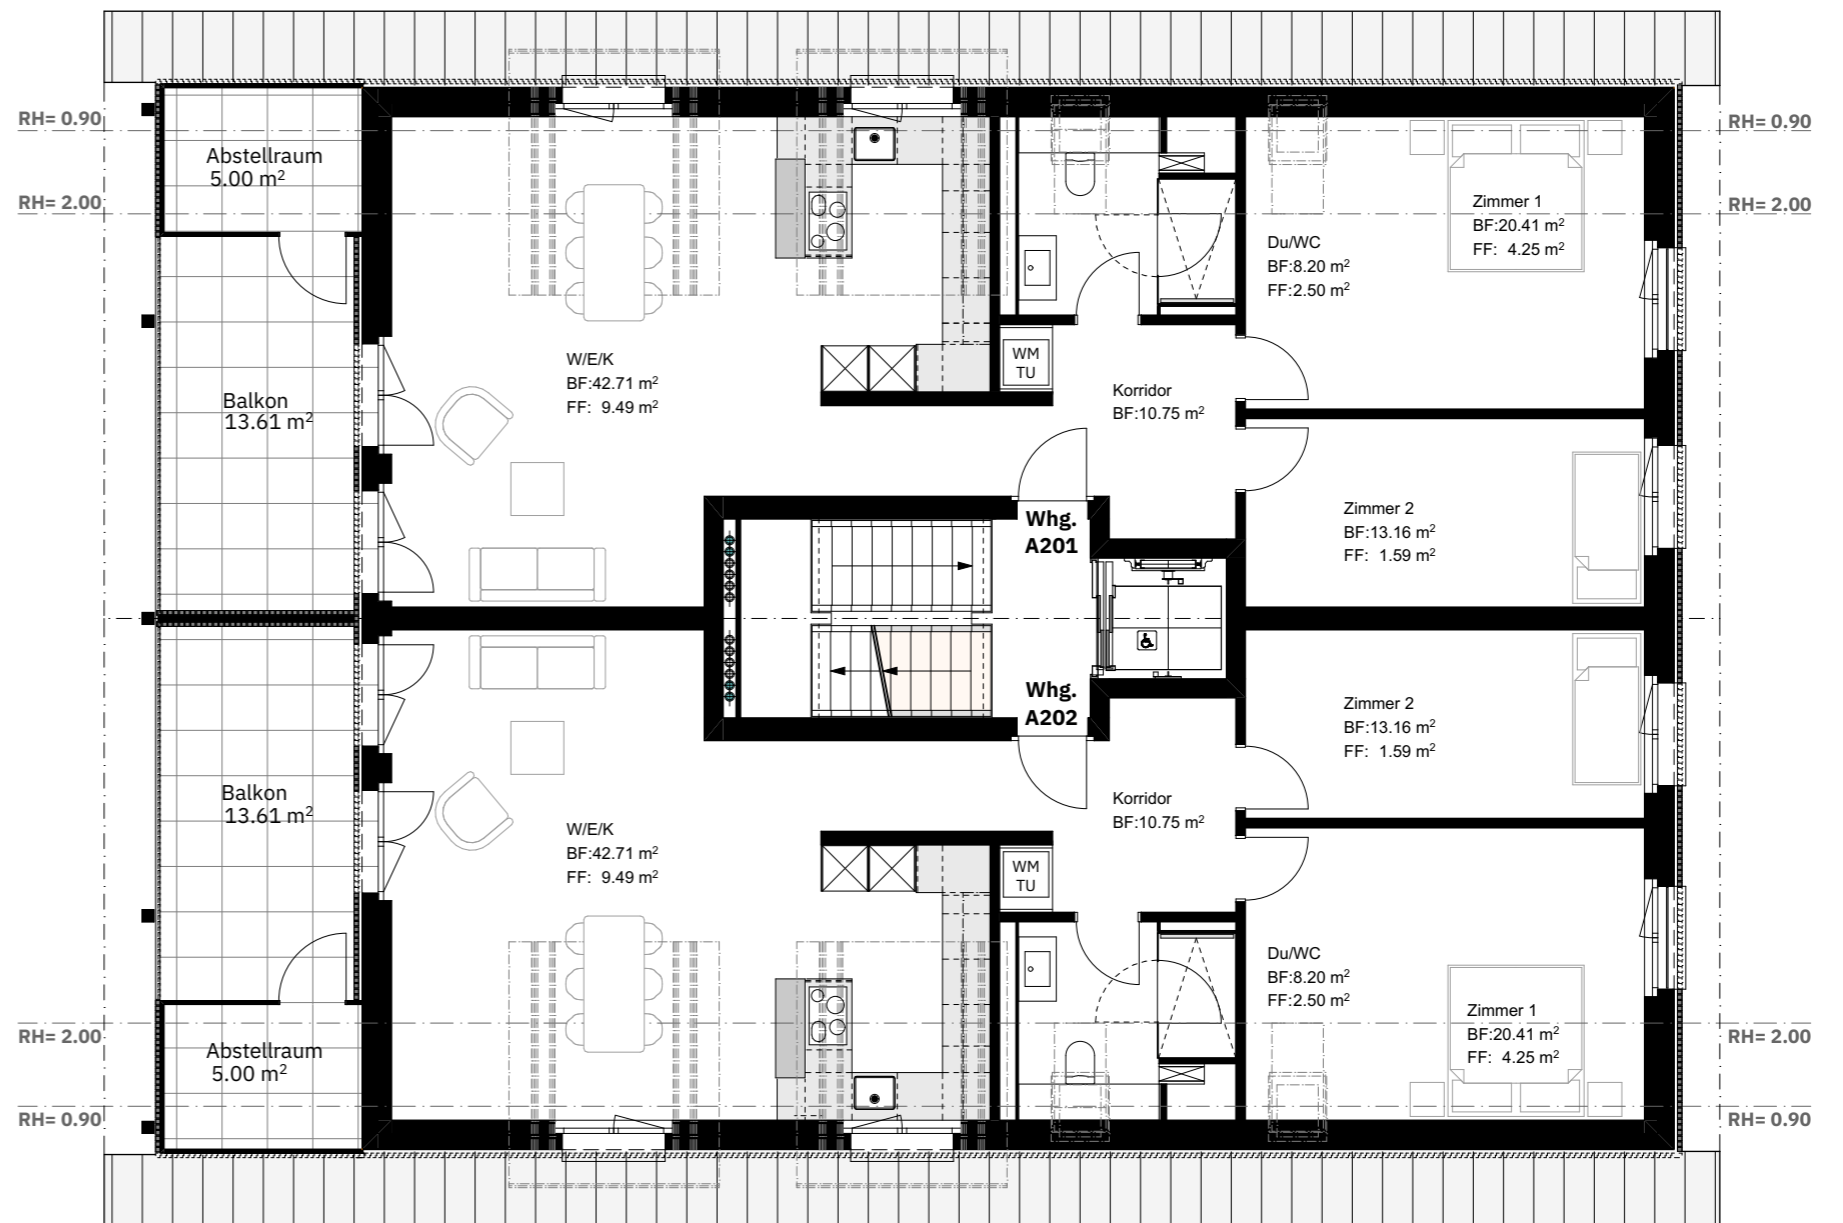 RH= 0.90
RH= 0.90
Abstellraum
5.00 m²
RH= 2.00
RH= 2.00
Zimmer 1
BF:20.41 m²
FF: 4.25 m²
Du/WC
BF:8.20 m²
FF:2.50 m²
W/E/K
BF:42.71 m²
FF: 9.49 m²
WM
TU
Korridor
BF:10.75 m²
Balkon
13.61 m²
Zimmer 2
BF:13.16 m²
FF: 1.59 m²
Whg.
A201
Whg.
A202
Zimmer 2
BF:13.16 m²
FF: 1.59 m²
Balkon
13.61 m²
Korridor
BF:10.75 m²
W/E/K
BF:42.71 m²
FF: 9.49 m²
WM
TU
Du/WC
BF:8.20 m²
FF:2.50 m²
Zimmer 1
BF:20.41 m²
FF: 4.25 m²
RH= 2.00
RH= 2.00
Abstellraum
5.00 m²
RH= 0.90
RH= 0.90